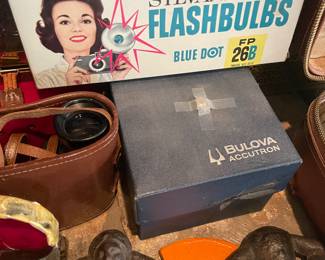 FLASHBULBS
BLUE DOT
FP
26B
BULOVA
ACCUTRON